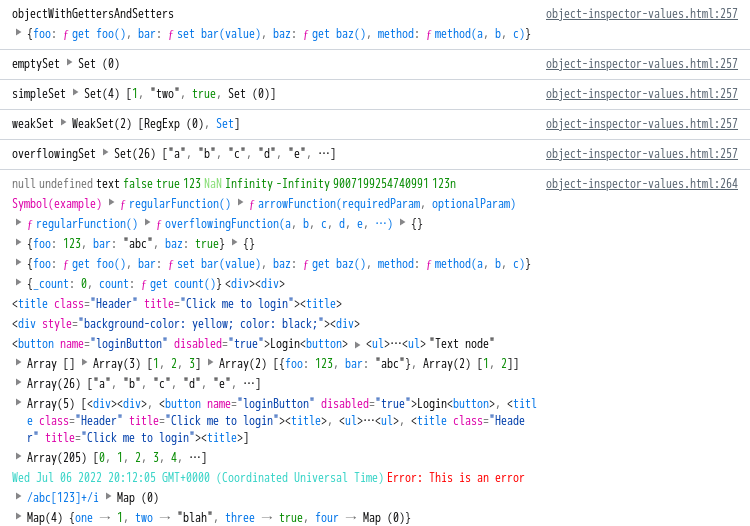 objectWithGettersAndSetters object-inspector-values.html:257
▶ {foo: ƒ get foo(), bar: ƒ set bar(value), baz: ƒ get baz(), method: ƒ method(a, b, c)}
emptySet ▶ Set (0) object-inspector-values.html:257
simpleSet ▶ Set(4) [1, "two", true, Set (0)] object-inspector-values.html:257
weakSet ▶ WeakSet(2) [RegExp (0), Set] object-inspector-values.html:257
overflowingSet ▶ Set(26) ["a", "b", "c", "d", "e", …] object-inspector-values.html:257
null undefined text false true 123 NaN Infinity -Infinity 9007199254740991 123n object-inspector-values.html:264
Symbol(example) ▶ ƒ regularFunction() ▶ ƒ arrowFunction(requiredParam, optionalParam)
▶ ƒ regularFunction() ▶ ƒ overflowingFunction(a, b, c, d, e, …) ▶ {}
▶ {foo: 123, bar: "abc", baz: true} ▶ {}
▶ {foo: ƒ get foo(), bar: ƒ set bar(value), baz: ƒ get baz(), method: ƒ method(a, b, c)}
▶ {_count: 0, count: ƒ get count()} <div><div>
<title class="Header" title="Click me to login"><title>
<div style="background-color: yellow; color: black;"><div>
<button name="loginButton" disabled="true">Login<button> ▶ <ul>…<ul> "Text node"
▶ Array [] ▶ Array(3) [1, 2, 3] ▶ Array(2) [{foo: 123, bar: "abc"}, Array(2) [1, 2]]
▶ Array(26) ["a", "b", "c", "d", "e", …]
▶ Array(5) [<div><div>, <button name="loginButton" disabled="true">Login<button>, <titl
e class="Header" title="Click me to login"><title>, <ul>…<ul>, <title class="Heade
r" title="Click me to login"><title>]
▶ Array(205) [0, 1, 2, 3, 4, …]
Wed Jul 06 2022 20:12:05 GMT+0000 (Coordinated Universal Time) Error: This is an error
▶ /abc[123]+/i ▶ Map (0)
▶ Map(4) {one → 1, two → "blah", three → true, four → Map (0)}